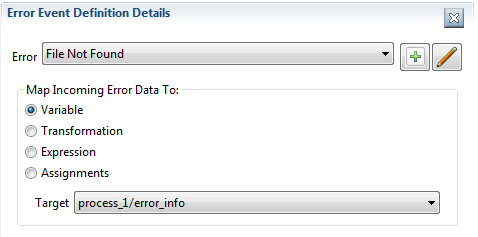 Error Event Definition Details
Error File Not Found
Map Incoming Error Data To:
Variable
Transformation
Expression
Assignments
Target process_1/error_info